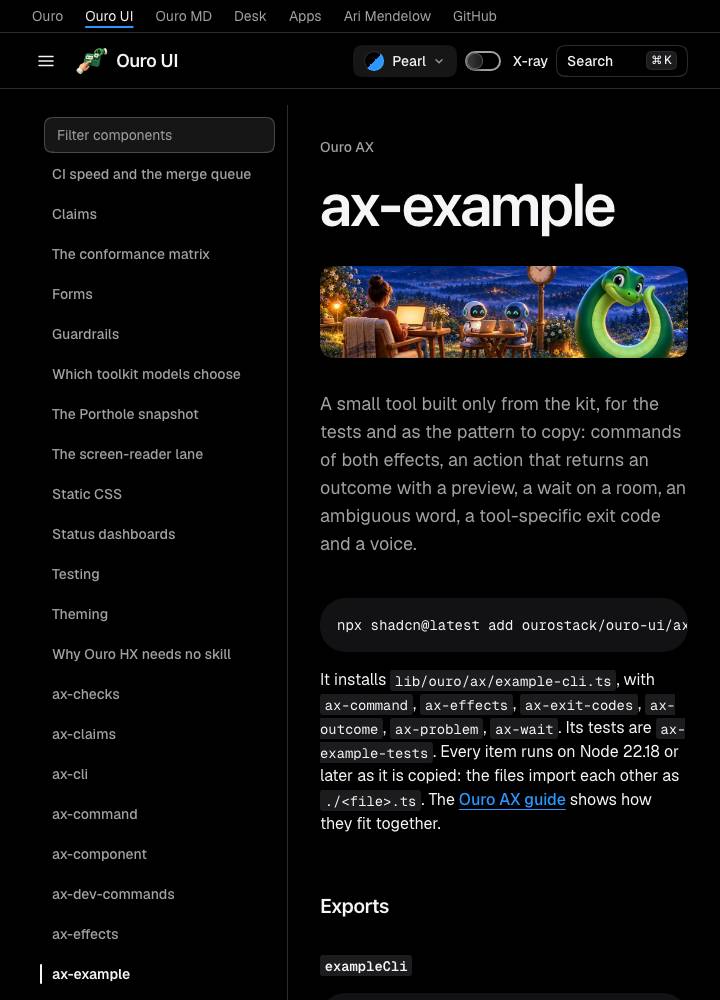 Ouro Ouro UI Ouro MD Desk Apps Ari Mendelow GitHub
Ouro UI Pearl X-ray Search ⌘ K
Filter components
CI speed and the merge queue
Claims
The conformance matrix
Forms
Guardrails
Which toolkit models choose
The Porthole snapshot
The screen-reader lane
Static CSS
Status dashboards
Testing
Theming
Why Ouro HX needs no skill
ax-checks
ax-claims
ax-cli
ax-command
ax-component
ax-dev-commands
ax-effects
ax-example
Ouro AX
ax-example
A small tool built only from the kit, for the
tests and as the pattern to copy: commands
of both effects, an action that returns an
outcome with a preview, a wait on a room, an
ambiguous word, a tool-specific exit code
and a voice.
npx shadcn@latest add ourostack/ouro-ui/ax
It installs lib/ouro/ax/example-cli.ts, with
ax-command, ax-effects, ax-exit-codes, ax-
outcome, ax-problem, ax-wait. Its tests are ax-
example-tests. Every item runs on Node 22.18 or
later as it is copied: the files import each other as
./<file>.ts. The Ouro AX guide shows how
they fit together.
Exports
exampleCli